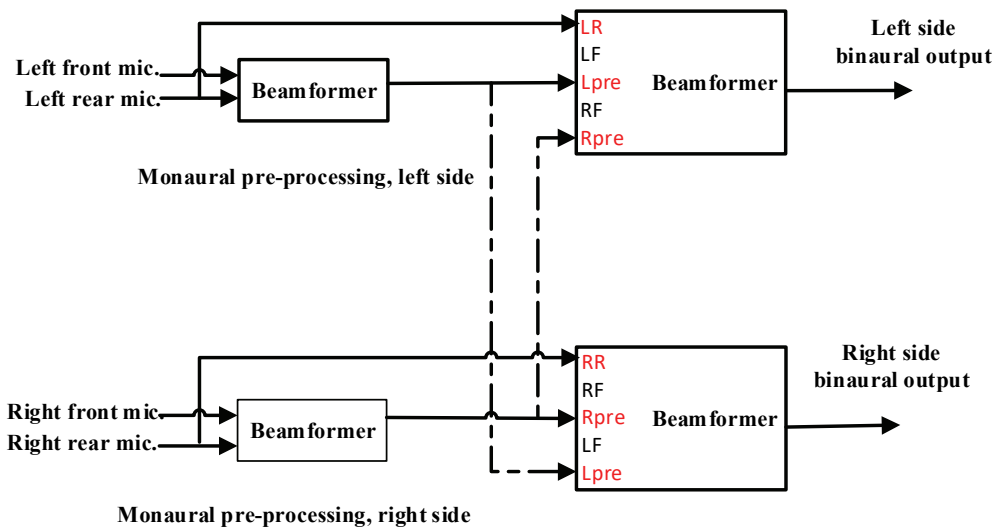 Left front mic.
Left rear mic.
Beamformer
Monaural pre-processing, left side
LR
LF
Lpre
RF
Rpre
Beamformer
Left side
binaural output
Right front mic.
Right rear mic.
Beamformer
Monaural pre-processing, right side
RR
RF
Rpre
LF
Lpre
Beamformer
Right side
binaural output